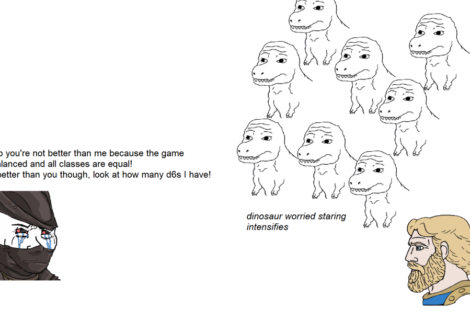 you're not better than me because the game
and all classes are equal!
better than you though, look at how many d6s I have!
dinosaur worried staring
intensifies